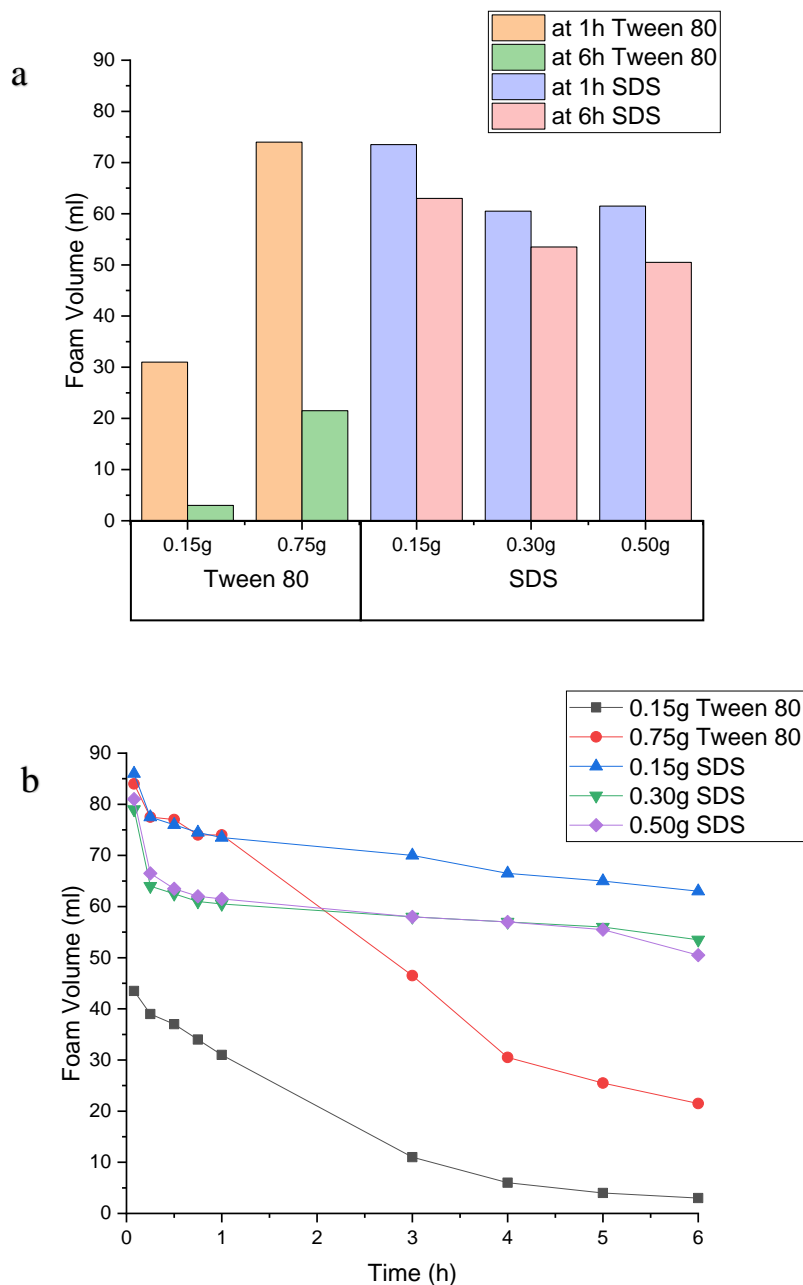 a
at 1h Tween 80
at 6h Tween 80
at 1h SDS
at 6h SDS
Foam Volume (ml)
90
80
70
60
50
40
30
20
10
0
0.15g 0.75g 0.15g 0.30g 0.50g
Tween 80 SDS
b
0.15g Tween 80
0.75g Tween 80
0.15g SDS
0.30g SDS
0.50g SDS
Foam Volume (ml)
90
80
70
60
50
40
30
20
10
0
0 1 2 3 4 5 6
Time (h)